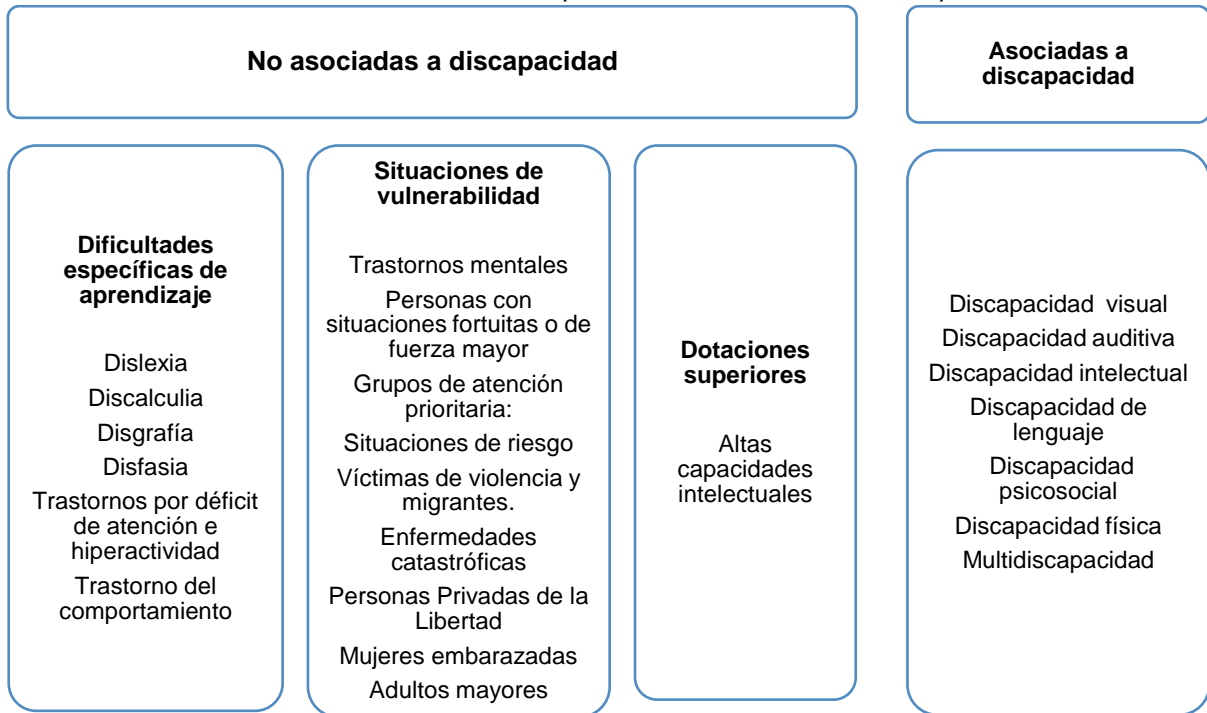 No asociadas a discapacidad
Asociadas a
discapacidad
Dificultades
específicas de
aprendizaje
Dislexia
Discalculia
Disgrafía
Disfasia
Trastornos por déficit
de atención e
hiperactividad
Trastorno del
comportamiento
Situaciones de
vulnerabilidad
Trastornos mentales
Personas con
situaciones fortuitas o de
fuerza mayor
Grupos de atención
prioritaria:
Situaciones de riesgo
Víctimas de violencia y
migrantes.
Enfermedades
catastróficas
Personas Privadas de la
Libertad
Mujeres embarazadas
Adultos mayores
Dotaciones
superiores
Altas
capacidades
intelectuales
Discapacidad visual
Discapacidad auditiva
Discapacidad intelectual
Discapacidad de
lenguaje
Discapacidad
psicosocial
Discapacidad física
Multidiscapacidad